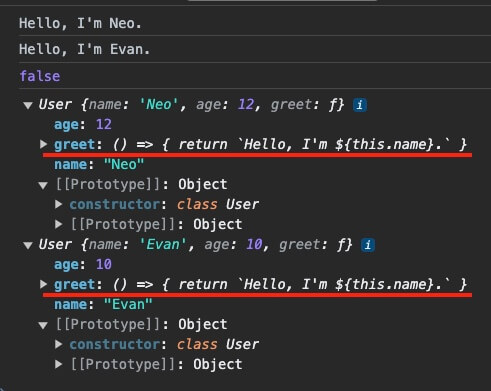 Hello, I'm Neo.
Hello, I'm Evan.
false
▼ User {name: 'Neo', age: 12, greet: ƒ} i
age: 12
▶ greet: () => { return `Hello, I'm ${this.name}.` }
name: "Neo"
▼ [[Prototype]]: Object
▶ constructor: class User
▶ [[Prototype]]: Object
▼ User {name: 'Evan', age: 10, greet: ƒ} i
age: 10
▶ greet: () => { return `Hello, I'm ${this.name}.` }
name: "Evan"
▼ [[Prototype]]: Object
▶ constructor: class User
▶ [[Prototype]]: Object